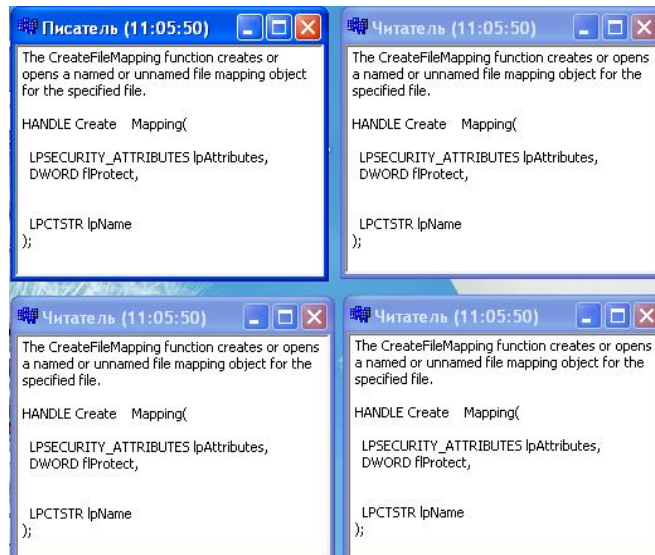 Писатель (11:05:50)
The CreateFileMapping function creates or
opens a named or unnamed file mapping object
for the specified file.
HANDLE Create    Mapping(
LPSECURITY_ATTRIBUTES lpAttributes,
DWORD flProtect,
LPCTSTR lpName
);
Читатель (11:05:50)
The CreateFileMapping function creates or opens
a named or unnamed file mapping object for the
specified file.
HANDLE Create    Mapping(
LPSECURITY_ATTRIBUTES lpAttributes,
DWORD flProtect,
LPCTSTR lpName
);
Читатель (11:05:50)
The CreateFileMapping function creates or opens
a named or unnamed file mapping object for the
specified file.
HANDLE Create    Mapping(
LPSECURITY_ATTRIBUTES lpAttributes,
DWORD flProtect,
LPCTSTR lpName
);
Читатель (11:05:50)
The CreateFileMapping function creates or opens
a named or unnamed file mapping object for the
specified file.
HANDLE Create    Mapping(
LPSECURITY_ATTRIBUTES lpAttributes,
DWORD flProtect,
LPCTSTR lpName
);